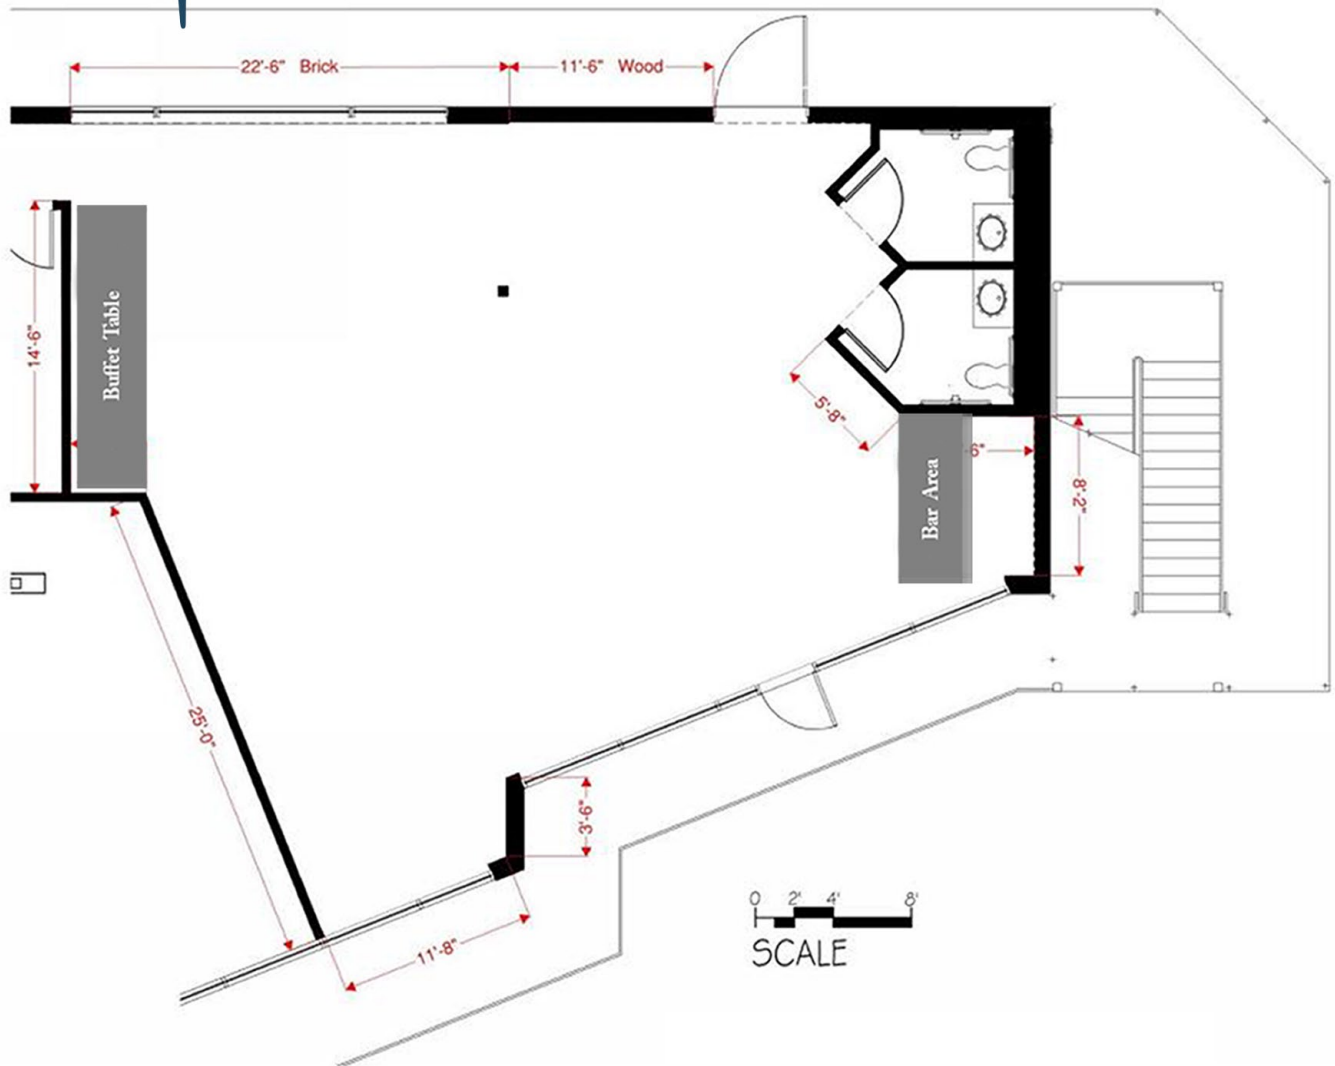 22'-6" Brick
11'-6" Wood
14'-6"
Buffet Table
5'-8"
-6"
Bar Area
8'-2"
25'-0"
3'-6"
11'-8"
0 2' 4' 8'
SCALE